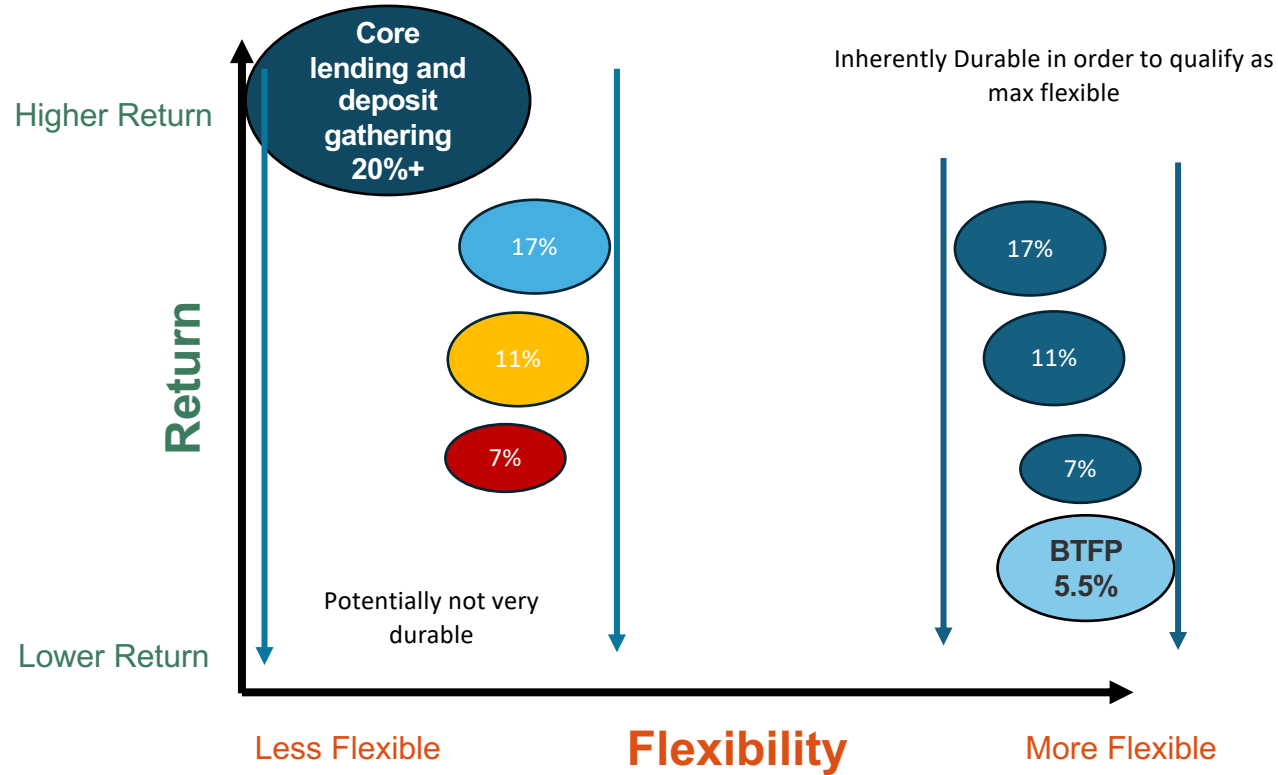 Core
lending and
deposit
gathering
20%+
Inherently Durable in order to qualify as
max flexible
Higher Return
17%
17%
Return
11%
11%
7%
7%
BTFP
5.5%
Potentially not very
durable
Lower Return
Less Flexible
Flexibility
More Flexible